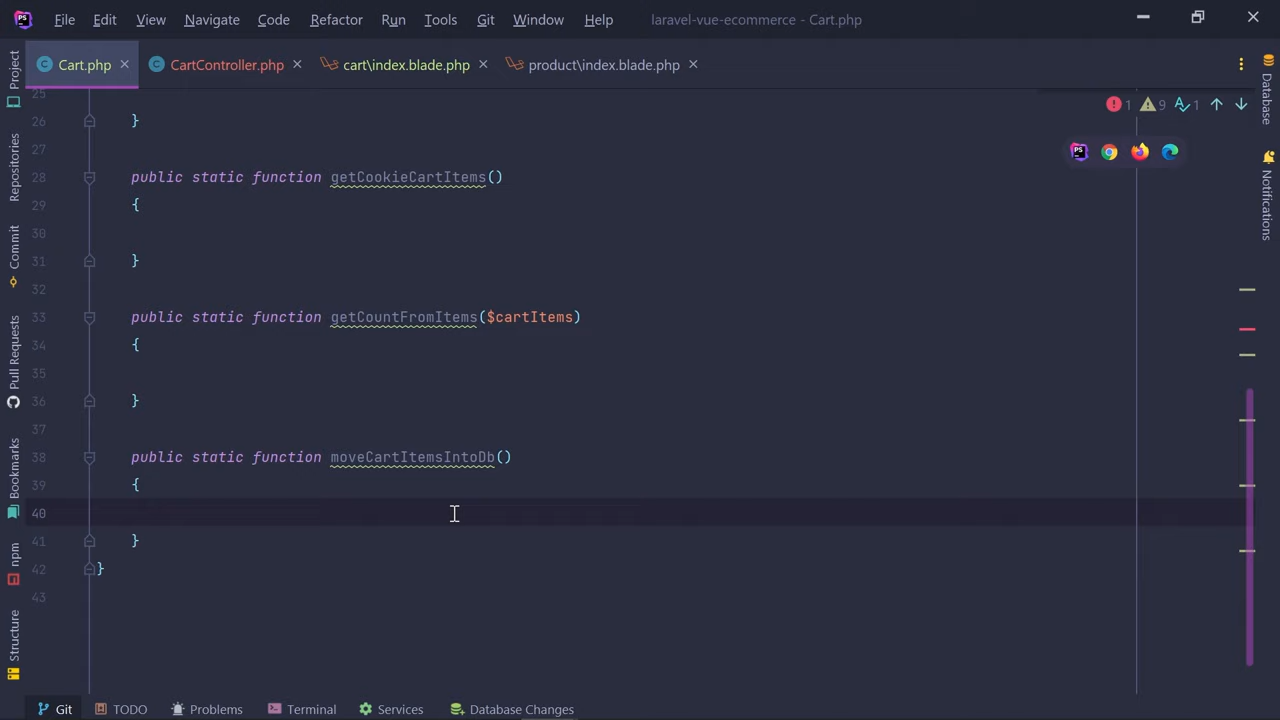 File Edit View Navigate Code Refactor Run Tools Git Window Help laravel-vue-ecommerce - Cart.php
Cart.php CartController.php cart\index.blade.php product\index.blade.php
1 9 1
25
26 }
27
28 public static function getCookieCartItems()
29 {
30
31 }
32
33 public static function getCountFromItems($cartItems)
34 {
35
36 }
37
38 public static function moveCartItemsIntoDb()
39 {
40
41 }
42 }
43
Project
Repositories
Commit
Pull Requests
Bookmarks
npm
Structure
Database
Notifications
Git TODO Problems Terminal Services Database Changes